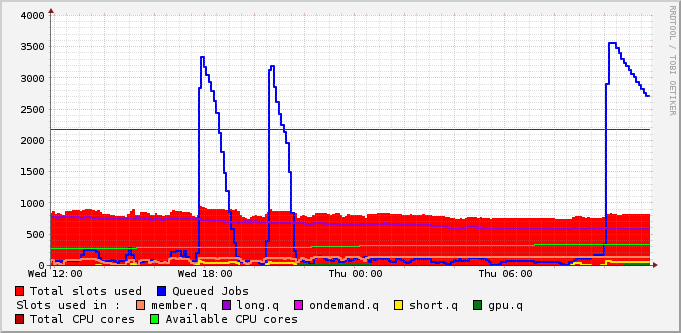 4000
3500
3000
2500
2000
1500
1000
500
0
Wed 12:00 Wed 18:00 Thu 00:00 Thu 06:00
Total slots used Queued Jobs
Slots used in : member.q long.q ondemand.q short.q gpu.q
Total CPU cores Available CPU cores
RRDTOOL / TOBI OETIKER